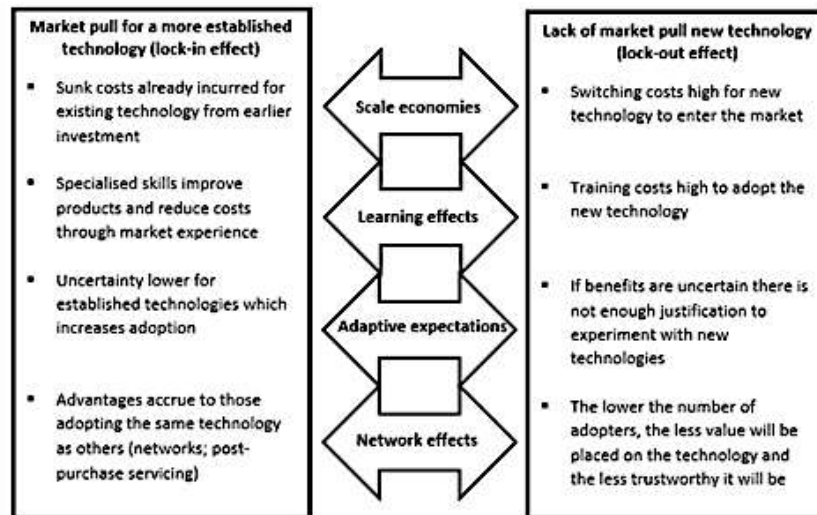 Market pull for a more established
technology (lock-in effect)
▪ Sunk costs already incurred for
existing technology from earlier
investment
▪ Specialised skills improve
products and reduce costs
through market experience
▪ Uncertainty lower for
established technologies which
increases adoption
▪ Advantages accrue to those
adopting the same technology
as others (networks; post-
purchase servicing)
Scale economies
Learning effects
Adaptive expectations
Network effects
Lack of market pull new technology
(lock-out effect)
▪ Switching costs high for new
technology to enter the market
▪ Training costs high to adopt the
new technology
▪ If benefits are uncertain there is
not enough justification to
experiment with new
technologies
▪ The lower the number of
adopters, the less value will be
placed on the technology and
the less trustworthy it will be